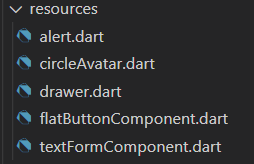 resources
alert.dart
circleAvatar.dart
drawer.dart
flatButtonComponent.dart
textFormComponent.dart